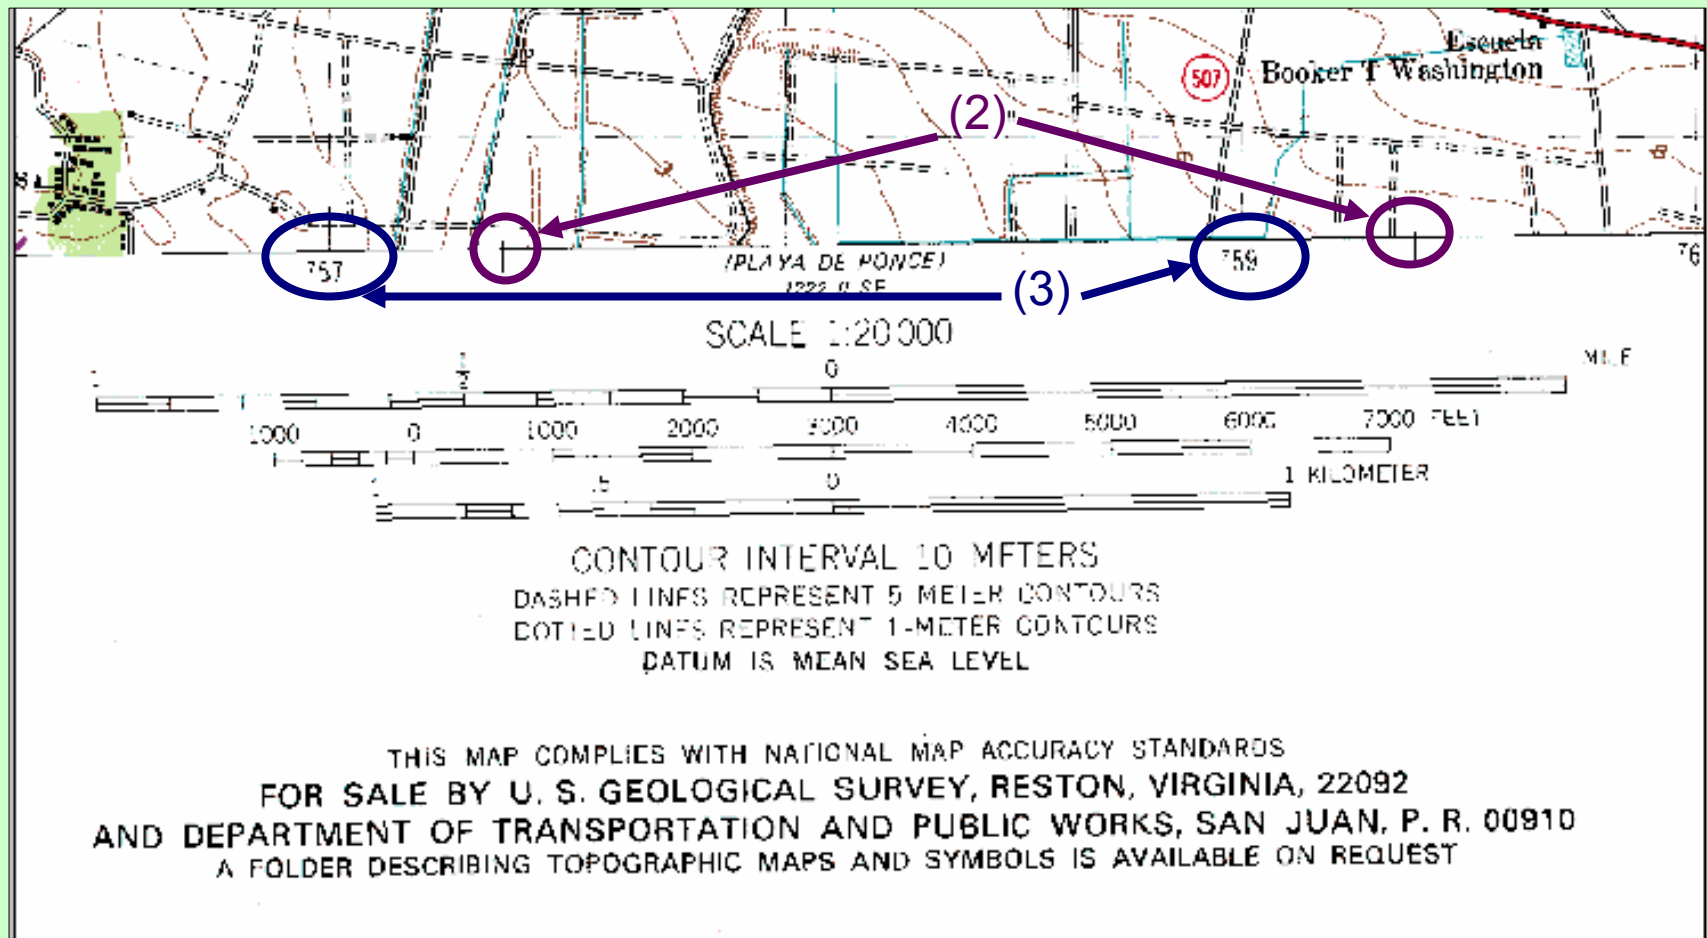 Escuela
Booker T Washington
507
(2)
757
759
76
(PLAYA DE PONCE)
(3)
SCALE 1:20 000
1 1/2 0 MILE
1000 0 1000 2000 3000 4000 5000 6000 7000 FEET
1 .5 0 1 KILOMETER
CONTOUR INTERVAL 10 METERS
DASHED LINES REPRESENT 5 METER CONTOURS
DOTTED LINES REPRESENT 1-METER CONTOURS
DATUM IS MEAN SEA LEVEL
THIS MAP COMPLIES WITH NATIONAL MAP ACCURACY STANDARDS
FOR SALE BY U. S. GEOLOGICAL SURVEY, RESTON, VIRGINIA, 22092
AND DEPARTMENT OF TRANSPORTATION AND PUBLIC WORKS, SAN JUAN, P. R. 00910
A FOLDER DESCRIBING TOPOGRAPHIC MAPS AND SYMBOLS IS AVAILABLE ON REQUEST